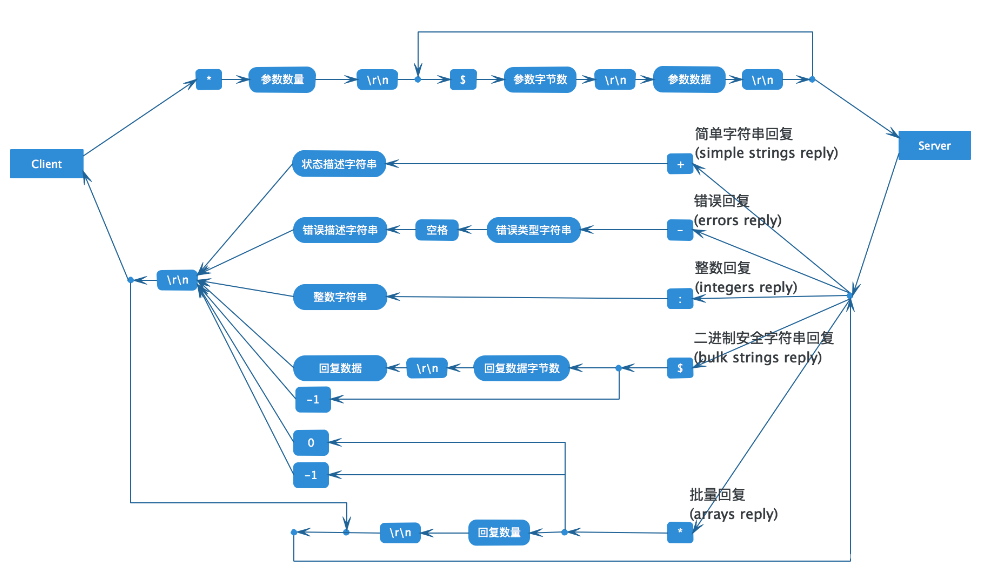 * 参数数量 \r\n $ 参数字节数 \r\n 参数数据 \r\n
Client
Server
简单字符串回复
(simple strings reply)
状态描述字符串 +
错误回复
(errors reply)
错误描述字符串 空格 错误类型字符串 -
\r\n
整数回复
(integers reply)
整数字符串 :
二进制安全字符串回复
(bulk strings reply)
回复数据 \r\n 回复数据字节数 $
-1
0
-1
批量回复
(arrays reply)
\r\n 回复数量 *